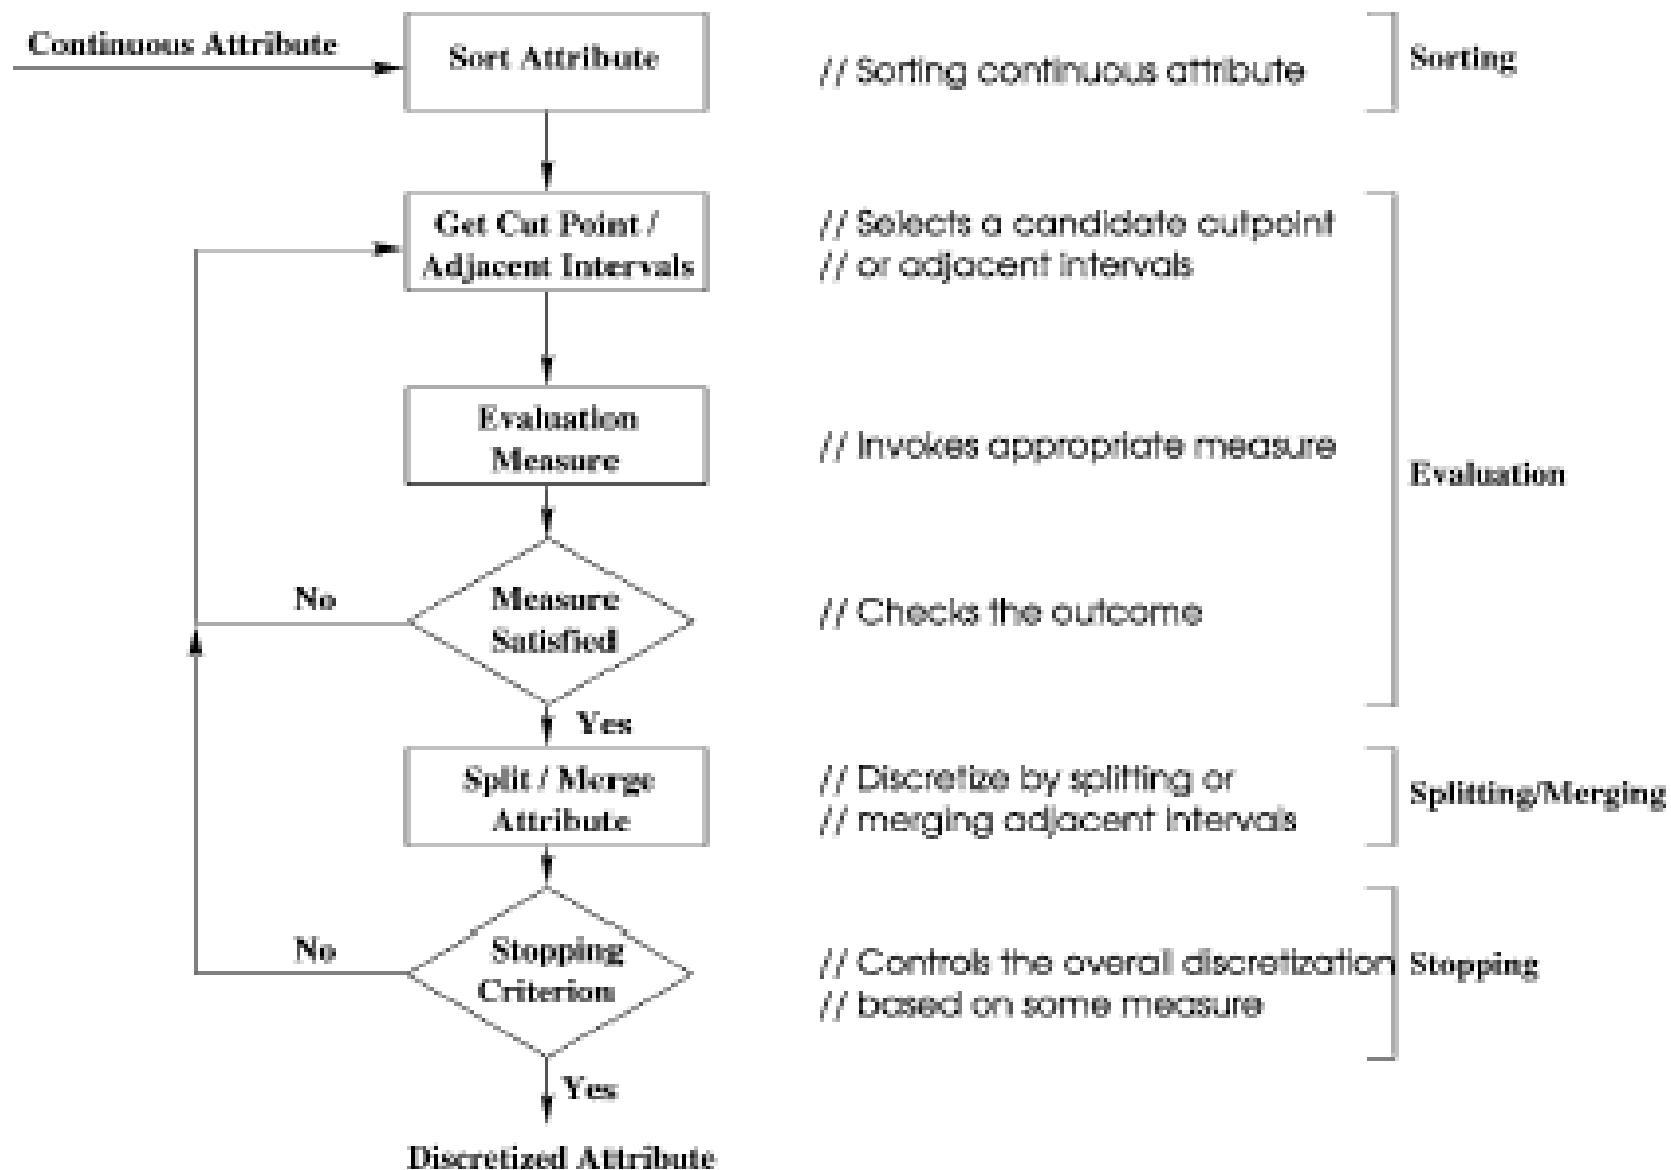 Continuous Attribute
Sort Attribute
// Sorting continuous attribute
Sorting
Get Cut Point /
Adjacent Intervals
// Selects a candidate cutpoint
// or adjacent intervals
Evaluation
Measure
// Invokes appropriate measure
Evaluation
No
Measure
Satisfied
// Checks the outcome
Yes
Split / Merge
Attribute
// Discretize by splitting or
// merging adjacent intervals
Splitting/Merging
No
Stopping
Criterion
// Controls the overall discretization
// based on some measure
Stopping
Yes
Discretized Attribute